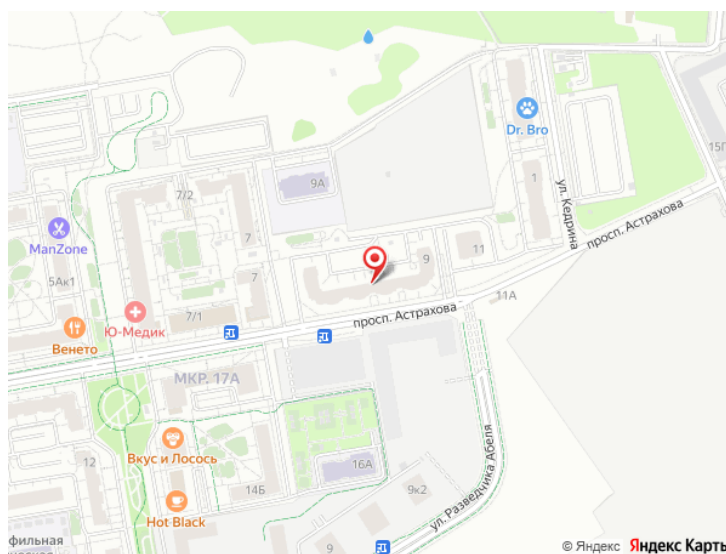 Dr. Bro
15П
9А
1
ул. Кедрина
7/2
7
просп. Астрахова
ManZone
5Ак1
7
9
11
11А
Ю-Медик
7/1
Венето
просп. Астрахова
МКР. 17А
Вкус и Лосось
12
16А
14Б
9к2
ул. Разведчика Абеля
Hot Black
9
фильная
© Яндекс Яндекс Карты